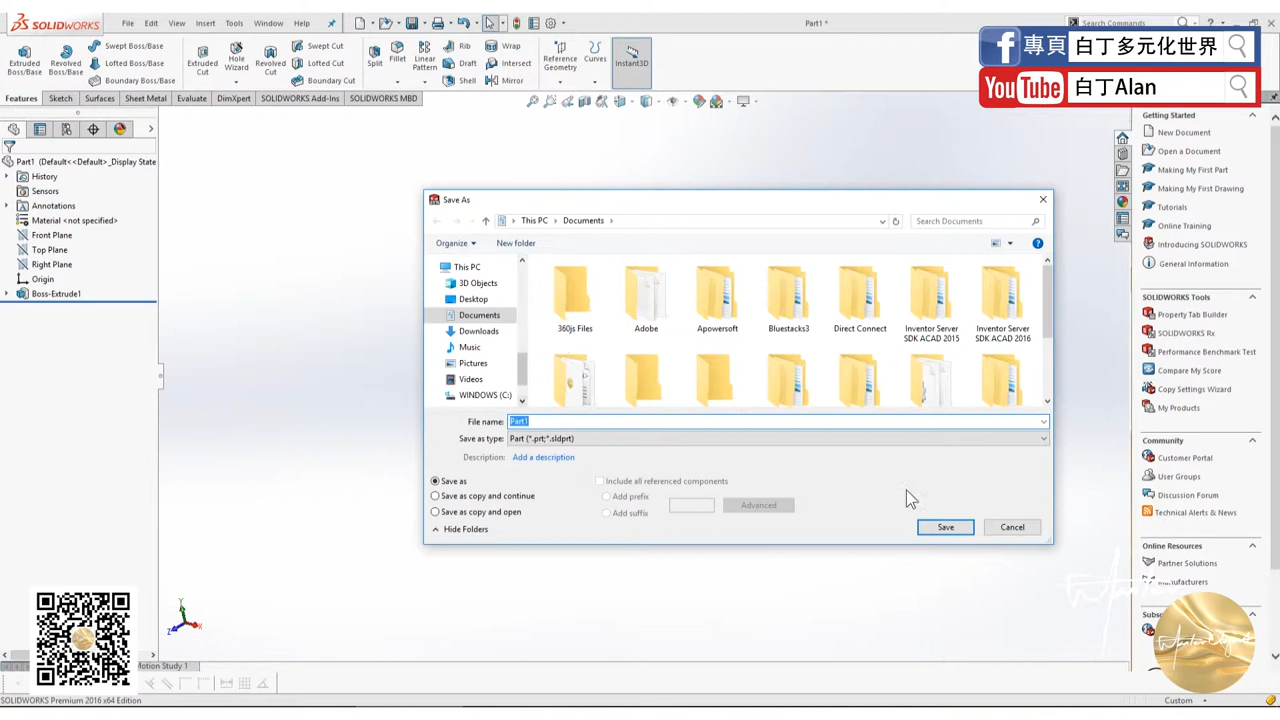 SOLIDWORKS
File Edit View Insert Tools Window Help
Part1 *
Search Commands
專頁 白丁多元化世界
YouTube 白丁Alan
Extruded Boss/Base
Revolved Boss/Base
Swept Boss/Base
Lofted Boss/Base
Boundary Boss/Base
Extruded Cut
Hole Wizard
Revolved Cut
Swept Cut
Lofted Cut
Boundary Cut
Split
Fillet
Linear Pattern
Rib
Draft
Shell
Wrap
Intersect
Mirror
Reference Geometry
Curves
Instant3D
Features Sketch Surfaces Sheet Metal Evaluate DimXpert SOLIDWORKS Add-Ins SOLIDWORKS MBD
Part1 (Default<<Default>_Display State
History
Sensors
Annotations
Material <not specified>
Front Plane
Top Plane
Right Plane
Origin
Boss-Extrude1
Save As
This PC > Documents >
Search Documents
Organize New folder
This PC
3D Objects
Desktop
Documents
Downloads
Music
Pictures
Videos
WINDOWS (C:)
360js Files
Adobe
Apowersoft
Bluestacks3
Direct Connect
Inventor Server SDK ACAD 2015
Inventor Server SDK ACAD 2016
File name: Part1
Save as type: Part (*.prt;*.sldprt)
Description: Add a description
Save as
Save as copy and continue
Save as copy and open
Include all referenced components
Add prefix
Add suffix
Advanced
Hide Folders
Save Cancel
Getting Started
New Document
Open a Document
Making My First Part
Making My First Drawing
Tutorials
Online Training
Introducing SOLIDWORKS
General Information
SOLIDWORKS Tools
Property Tab Builder
SOLIDWORKS Rx
Performance Benchmark Test
Compare My Score
Copy Settings Wizard
My Products
Community
Customer Portal
User Groups
Discussion Forum
Technical Alerts & News
Online Resources
Partner Solutions
Manufacturers
Motion Study 1
SOLIDWORKS Premium 2016 x64 Edition
Custom